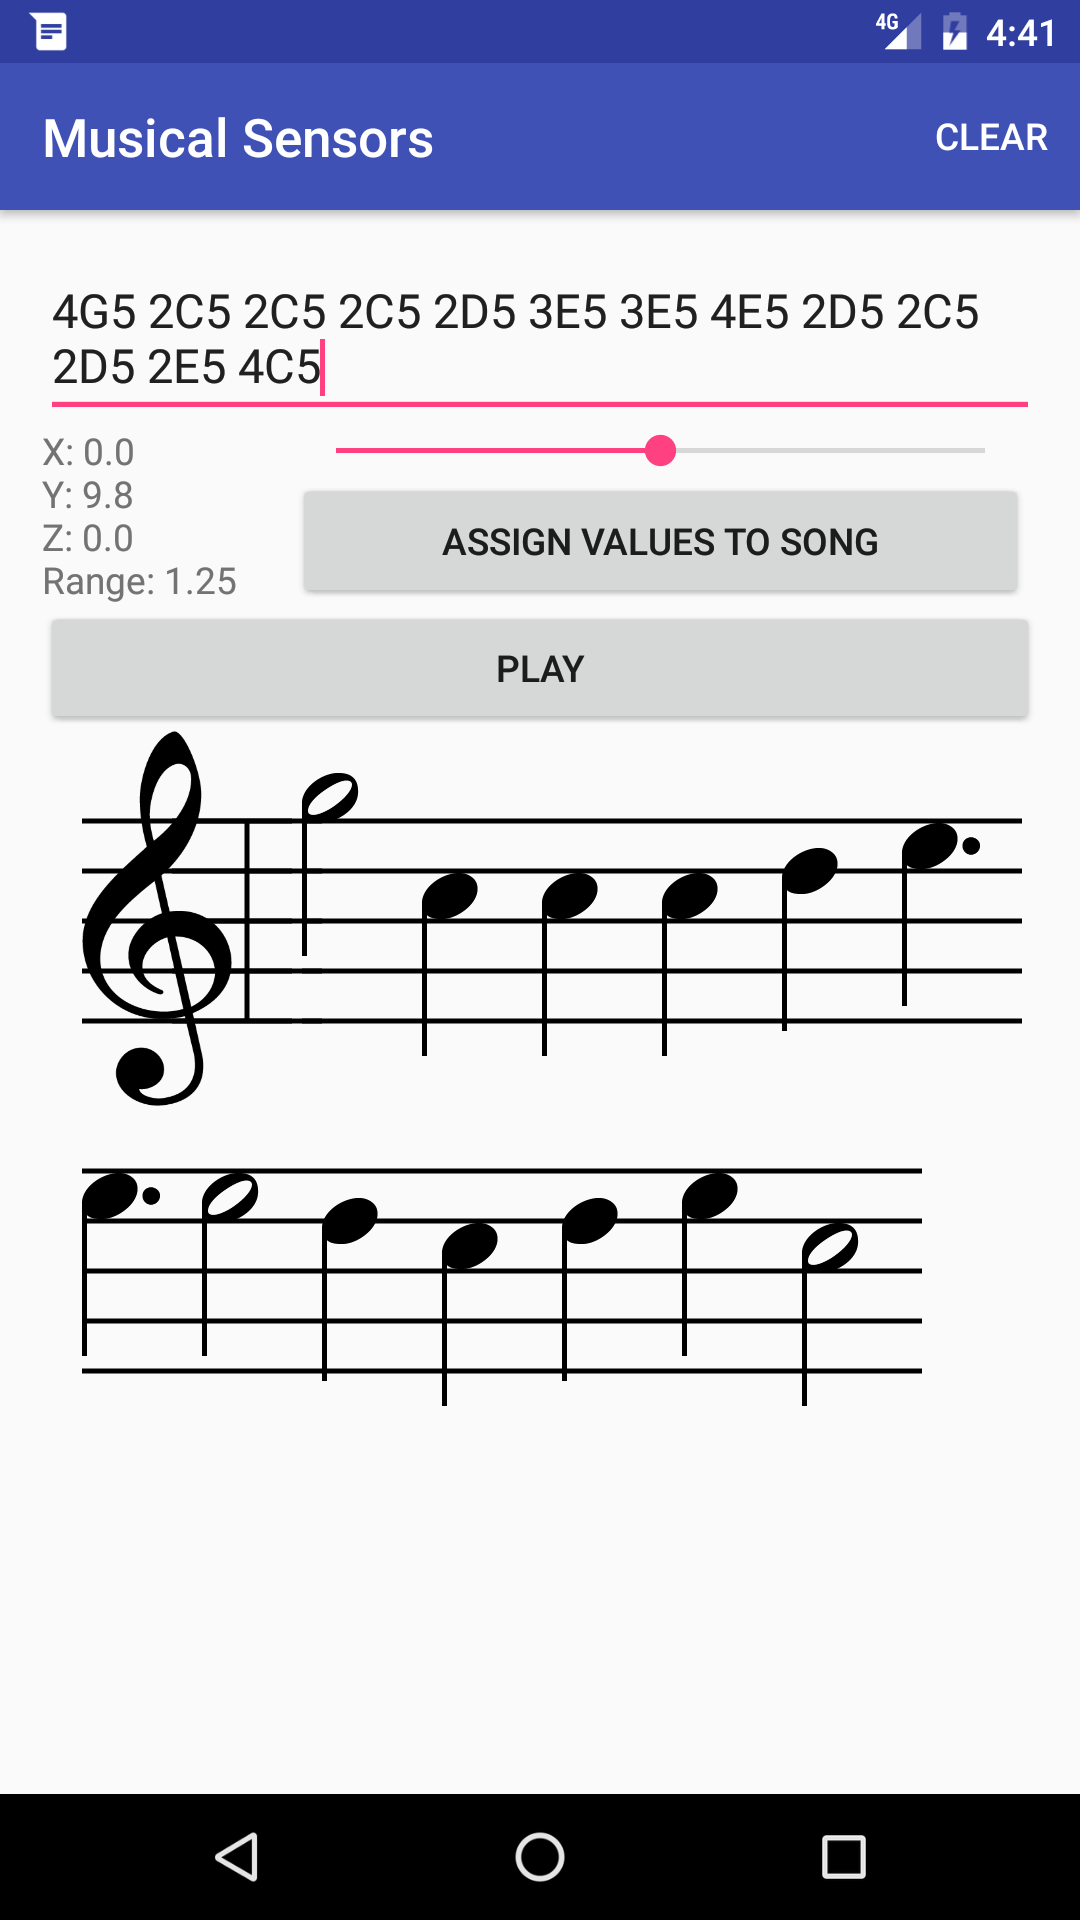 4G 4:41
Musical Sensors CLEAR
4G5 2C5 2C5 2C5 2D5 3E5 3E5 4E5 2D5 2C5
2D5 2E5 4C5
X: 0.0
Y: 9.8
Z: 0.0
Range: 1.25
ASSIGN VALUES TO SONG
PLAY